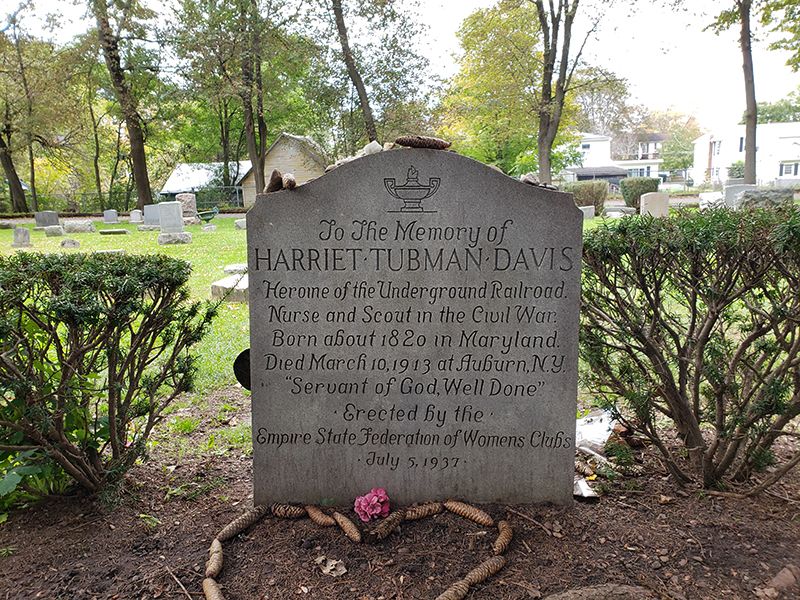 To The Memory of
HARRIET·TUBMAN·DAVIS
Heroine of the Underground Railroad.
Nurse and Scout in the Civil War.
Born about 1820 in Maryland.
Died March 10, 1913 at Auburn, N.Y.
"Servant of God, Well Done"
· Erected by the ·
Empire State Federation of Womens Clubs
· July 5, 1937 ·